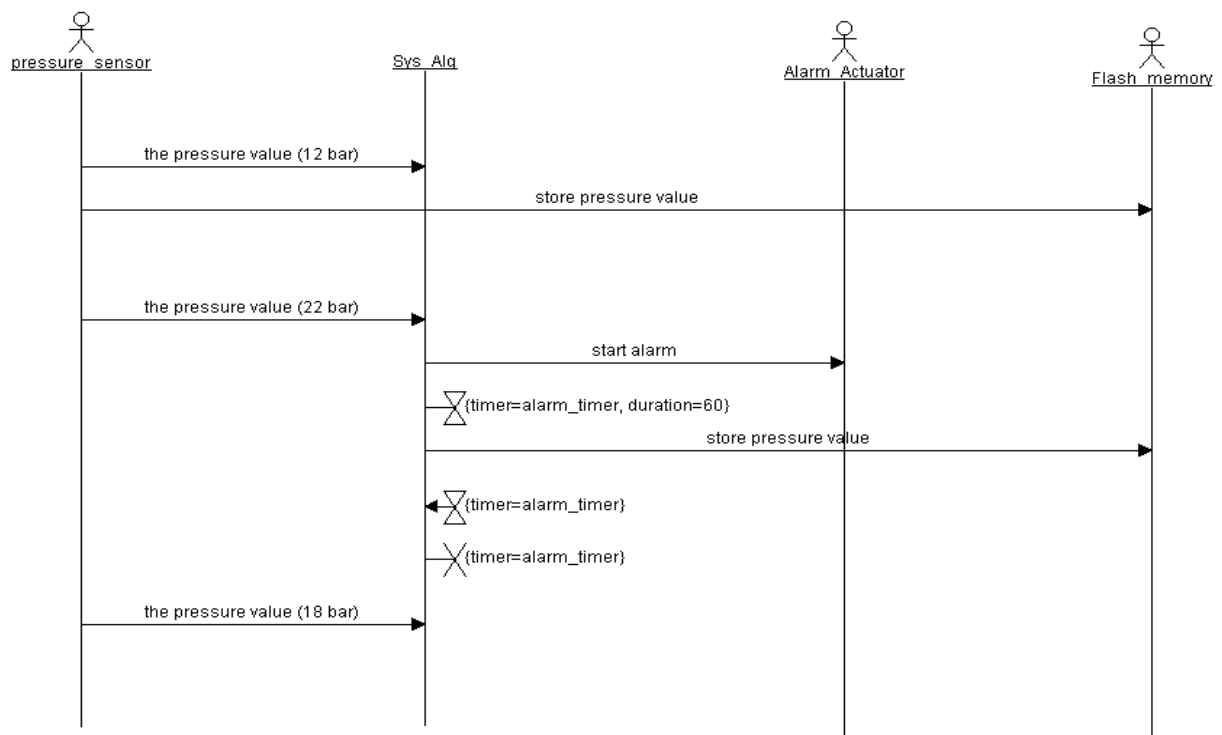 pressure_sensor
Sys_Alg
Alarm_Actuator
Flash_memory
the pressure value (12 bar)
store pressure value
the pressure value (22 bar)
start alarm
{timer=alarm_timer, duration=60}
store pressure value
{timer=alarm_timer}
{timer=alarm_timer}
the pressure value (18 bar)